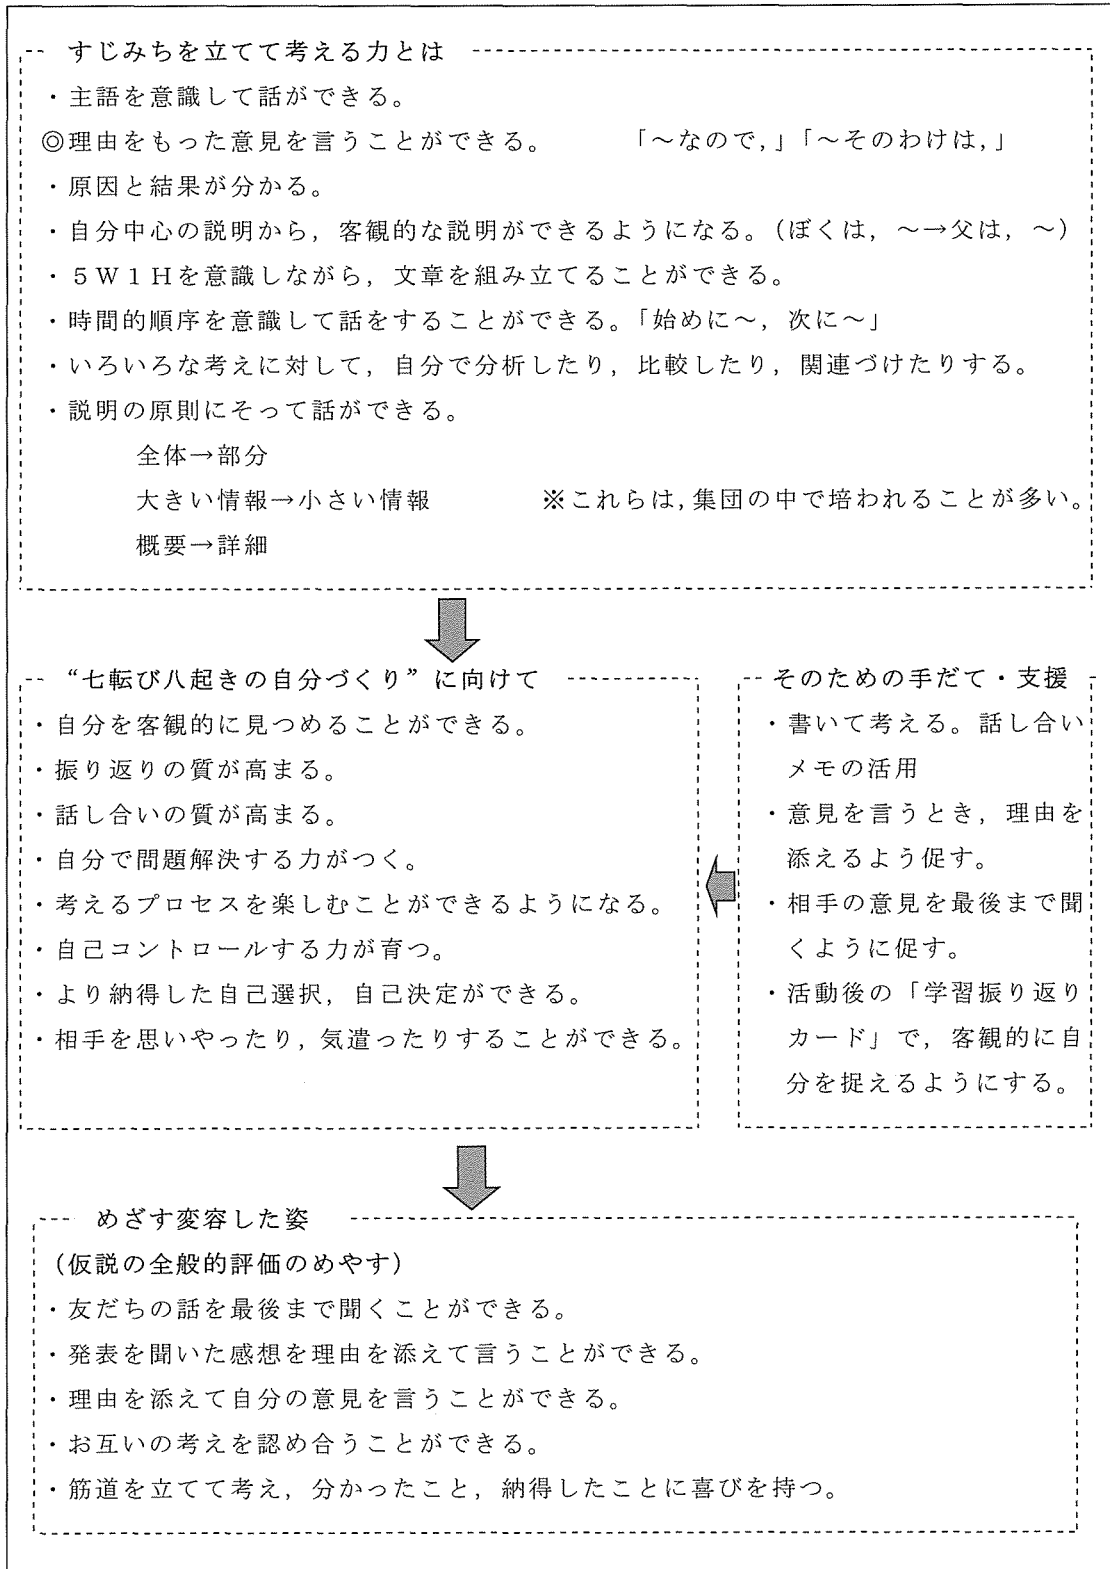 すじみちを立てて考える力とは
・主語を意識して話ができる。
◎理由をもった意見を言うことができる。　「～なので，」「～そのわけは，」
・原因と結果が分かる。
・自分中心の説明から，客観的な説明ができるようになる。（ぼくは，～→父は，～）
・５Ｗ１Ｈを意識しながら，文章を組み立てることができる。
・時間的順序を意識して話をすることができる。「始めに～，次に～」
・いろいろな考えに対して，自分で分析したり，比較したり，関連づけたりする。
・説明の原則にそって話ができる。
全体→部分
大きい情報→小さい情報　※これらは，集団の中で培われることが多い。
概要→詳細
“七転び八起きの自分づくり”に向けて
・自分を客観的に見つめることができる。
・振り返りの質が高まる。
・話し合いの質が高まる。
・自分で問題解決する力がつく。
・考えるプロセスを楽しむことができるようになる。
・自己コントロールする力が育つ。
・より納得した自己選択，自己決定ができる。
・相手を思いやったり，気遣ったりすることができる。
そのための手だて・支援
・書いて考える。話し合い
メモの活用
・意見を言うとき，理由を
添えるよう促す。
・相手の意見を最後まで聞
くように促す。
・活動後の「学習振り返り
カード」で，客観的に自
分を捉えるようにする。
めざす変容した姿
（仮説の全般的評価のめやす）
・友だちの話を最後まで聞くことができる。
・発表を聞いた感想を理由を添えて言うことができる。
・理由を添えて自分の意見を言うことができる。
・お互いの考えを認め合うことができる。
・筋道を立てて考え，分かったこと，納得したことに喜びを持つ。